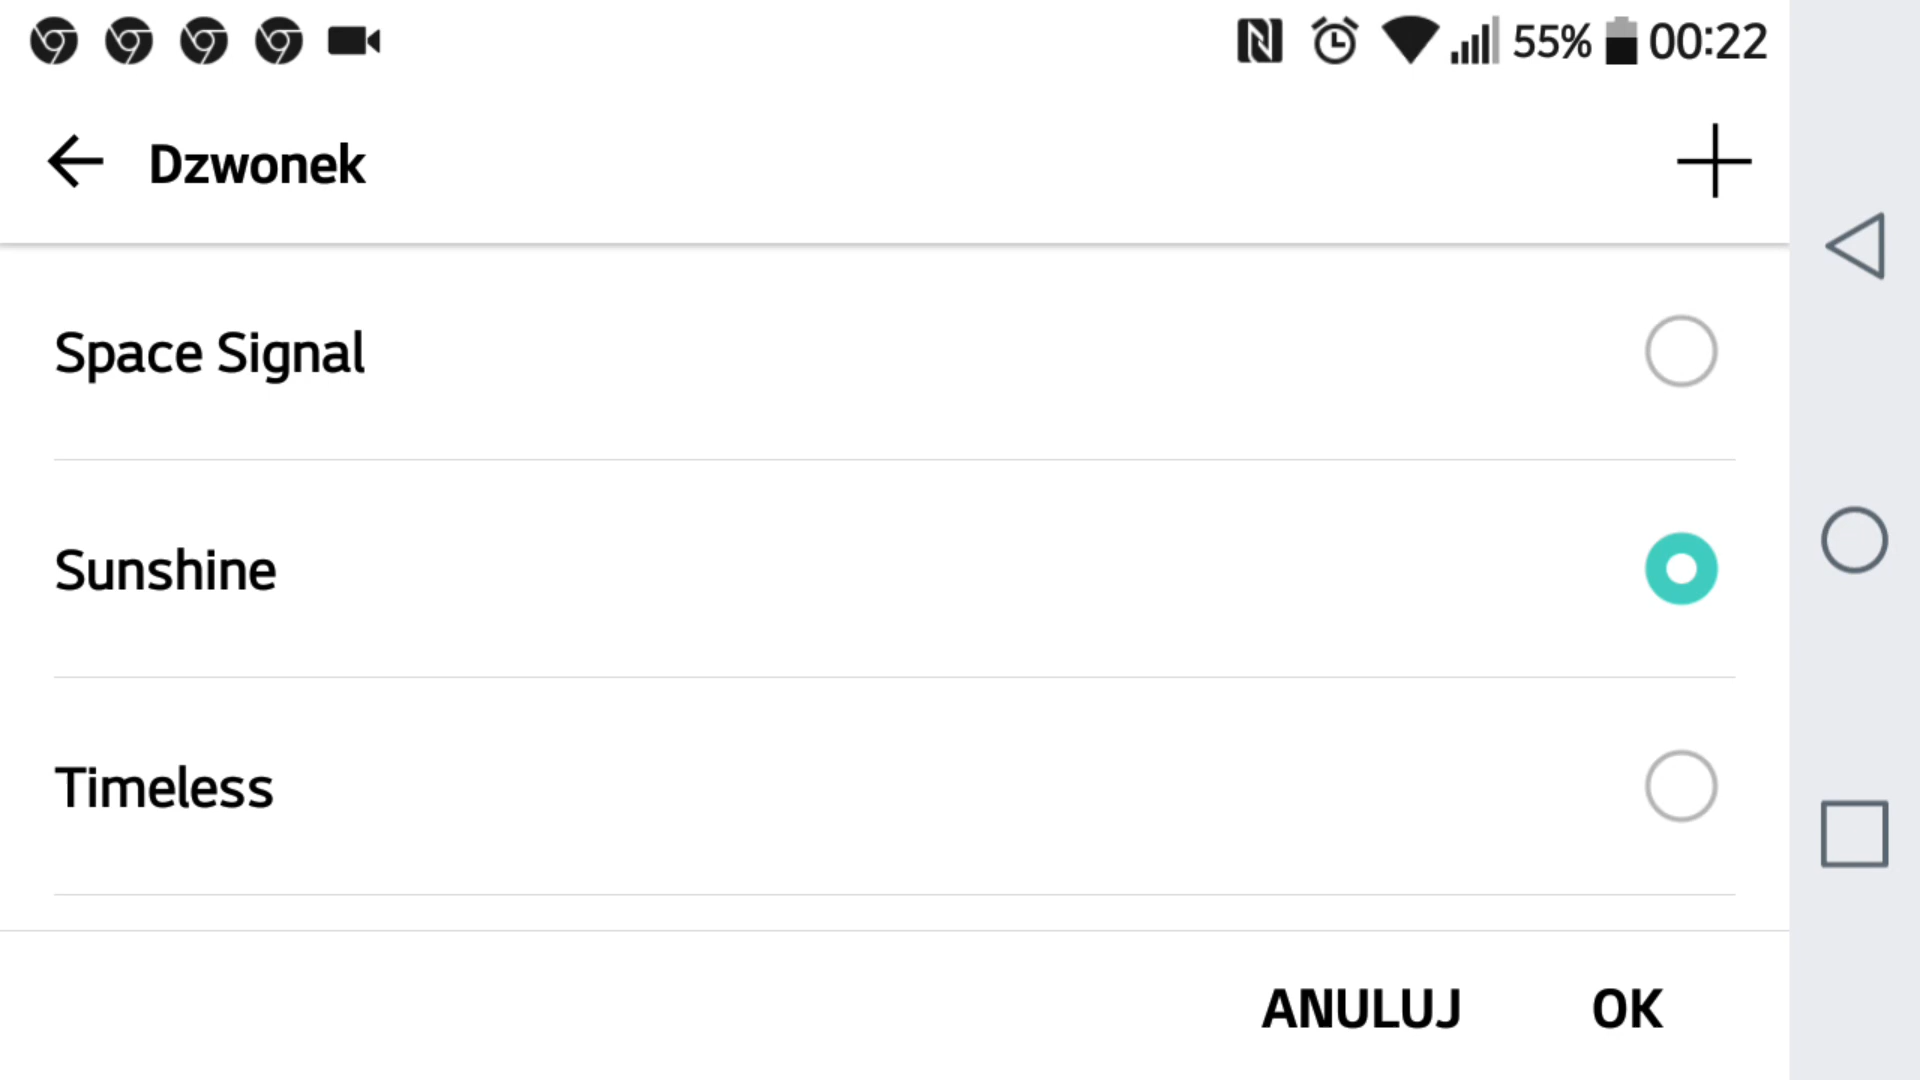 55% 00:22
Dzwonek
Space Signal
Sunshine
Timeless
ANULUJ OK